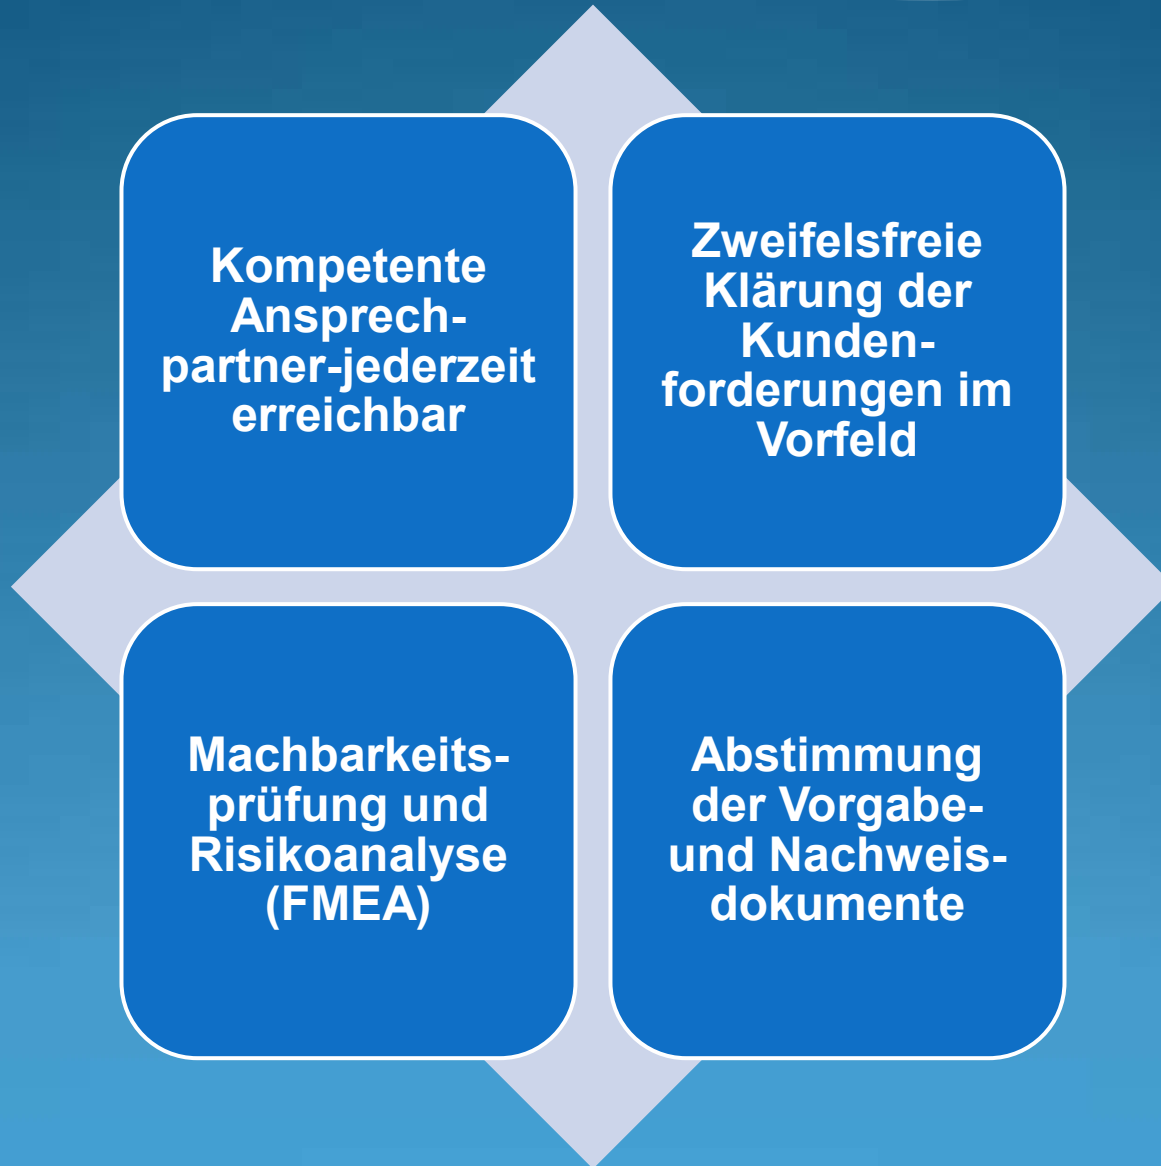 Kompetente
Ansprech-
partner-jederzeit
erreichbar
Zweifelsfreie
Klärung der
Kunden-
forderungen im
Vorfeld
Machbarkeits-
prüfung und
Risikoanalyse
(FMEA)
Abstimmung
der Vorgabe-
und Nachweis-
dokumente